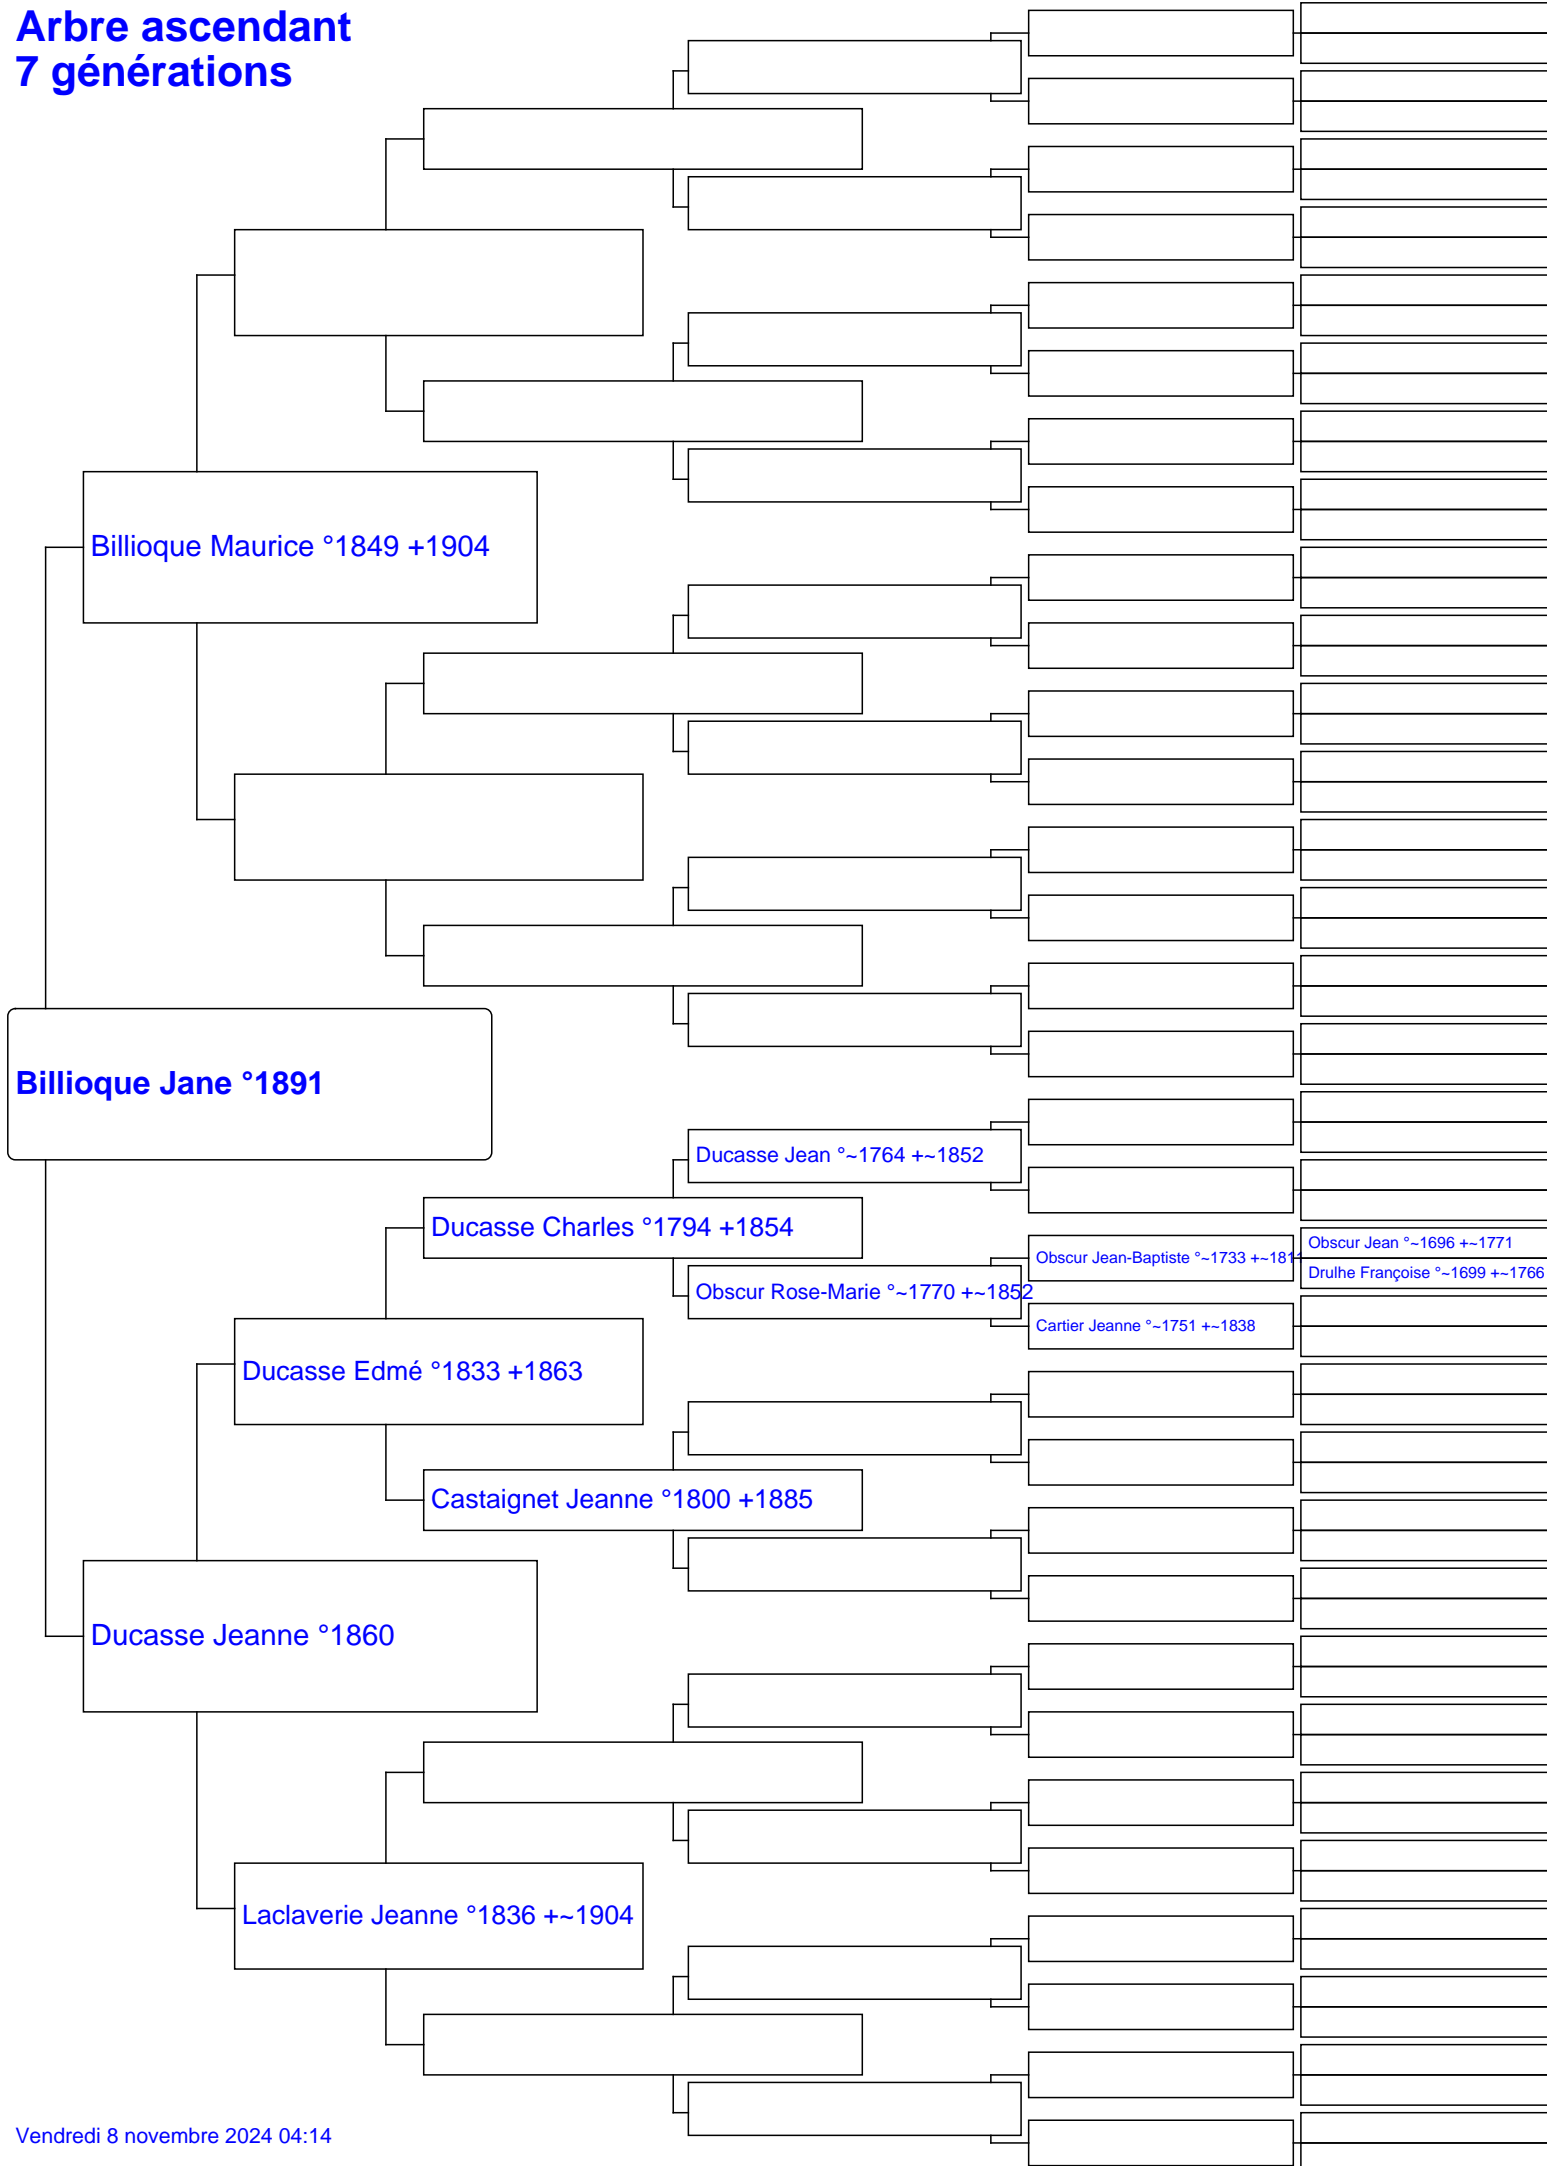 Arbre ascendant
7 générations
Billioque Maurice °1849 +1904
Billioque Jane °1891
Ducasse Jean °~1764 +~1852
Ducasse Charles °1794 +1854
Obscur Jean-Baptiste °~1733
Obscur Jean °~1696 +~1771
Drulhe Françoise °~1699 +~1766
Obscur Rose-Marie °~1770 +~1852
Cartier Jeanne °~1751 +~1838
Ducasse Edmé °1833 +1863
Castaignet Jeanne °1800 +1885
Ducasse Jeanne °1860
Laclaverie Jeanne °1836 +~1904
Vendredi 8 novembre 2024 04:14